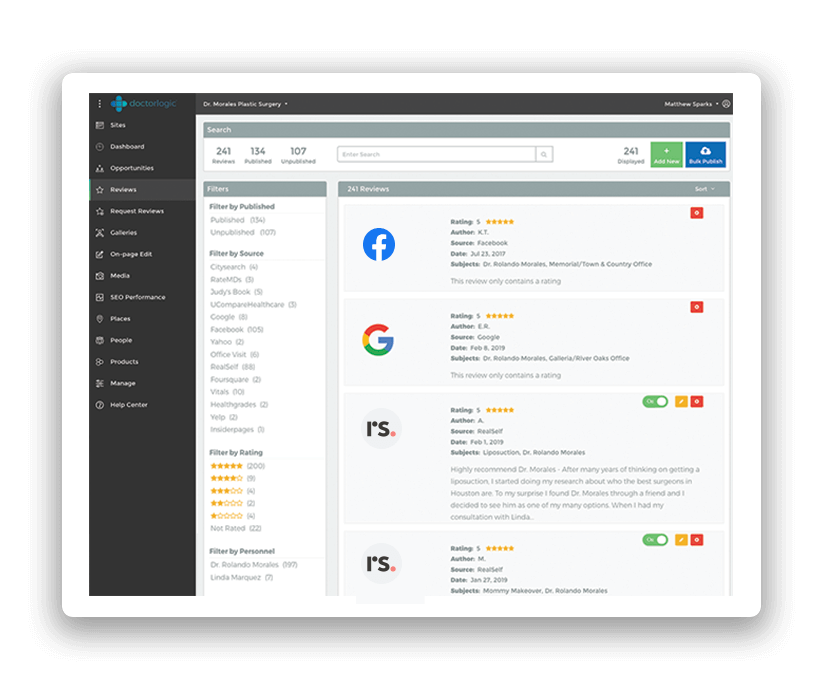 doctorlogic
Dr. Morales Plastic Surgery
Matthew Sparks
Sites
Dashboard
Opportunities
Reviews
Request Reviews
Galleries
On-page Edit
Media
SEO Performance
Places
People
Products
Manage
Help Center
Search
241 134 107
Reviews Published Unpublished
Enter Search
241
Displayed
+
Add New
Bulk Publish
Filters
Filter by Published
Published (134)
Unpublished (107)
Filter by Source
Citysearch (4)
RateMDs (3)
Judy's Book (5)
UCompareHealthcare (3)
Google (8)
Facebook (105)
Yahoo (2)
Office Visit (6)
RealSelf (88)
Foursquare (2)
Vitals (10)
Healthgrades (2)
Yelp (2)
Insiderpages (1)
Filter by Rating
(200)
(9)
(4)
(2)
(4)
Not Rated (22)
Filter by Personnel
Dr. Rolando Morales (197)
Linda Marquez (7)
241 Reviews Sort
Rating: 5
Author: K.T.
Source: Facebook
Date: Jul 23, 2017
Subjects: Dr. Rolando Morales, Memorial/Town & Country Office
This review only contains a rating
Rating: 5
Author: E.R.
Source: Google
Date: Feb 8, 2019
Subjects: Dr. Rolando Morales, Galleria/River Oaks Office
This review only contains a rating
rs.
On
Rating: 5
Author: A.
Source: RealSelf
Date: Feb 1, 2019
Subjects: Liposuction, Dr. Rolando Morales
Highly recommend Dr. Morales - After many years of thinking on getting a
liposuction, I started doing my research about who the best surgeons in
Houston are. To my surprise I found Dr. Morales through a friend and I
decided to see him as one of my many options. When I had my
consultation with Linda...
rs.
On
Rating: 5
Author: M.
Source: RealSelf
Date: Jan 27, 2019
Subjects: Mommy Makeover, Dr. Rolando Morales